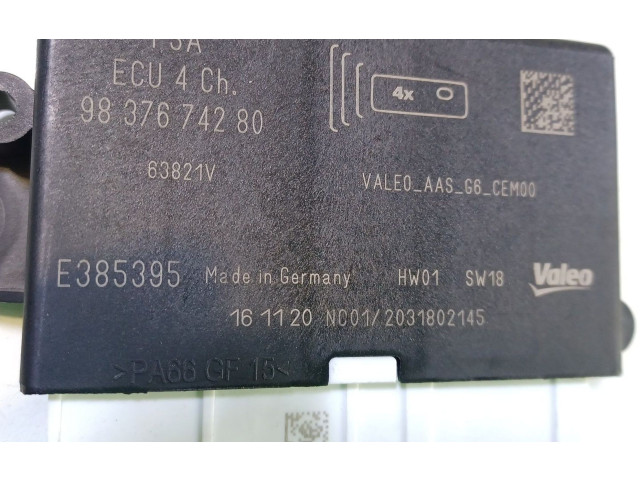 PSA
ECU 4 Ch.
98 376 742 80
4x
63821V
VALEO_AAS_G6_CEM00
E385395 Made in Germany HW01 SW18 Valeo
16 11 20 NC01/2031802145
>PA66 GF 15<